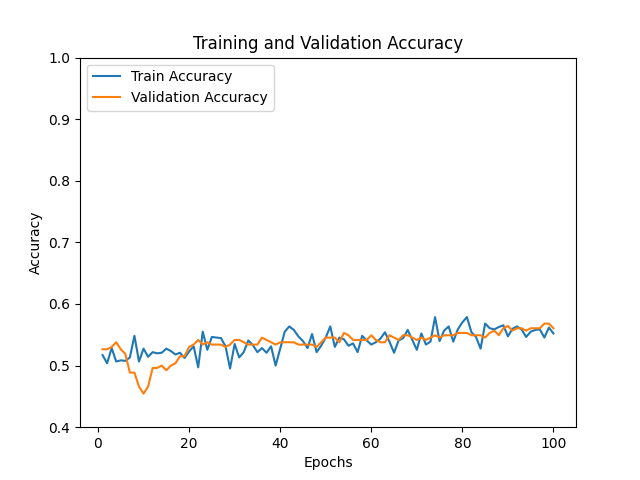 Training and Validation Accuracy
Train Accuracy
Validation Accuracy
1.0
0.9
0.8
0.7
0.6
0.5
0.4
Accuracy
0 20 40 60 80 100
Epochs